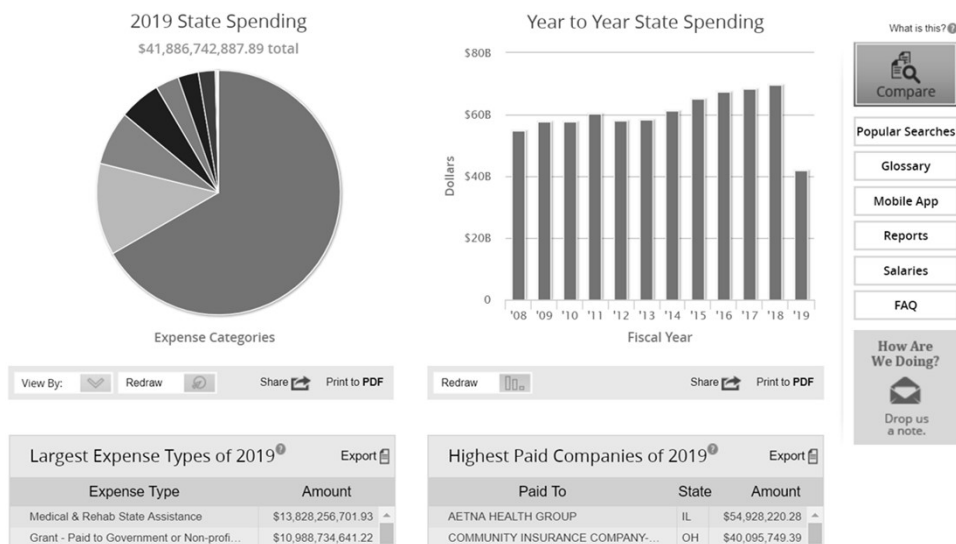 2019 State Spending
$41,886,742,887.89 total
Expense Categories
View By:
Redraw
Share
Print to PDF
Year to Year State Spending
$80B
$60B
$40B
$20B
0
Dollars
'08 '09 '10 '11 '12 '13 '14 '15 '16 '17 '18 '19
Fiscal Year
Redraw
Share
Print to PDF
What is this? ?
Compare
Popular Searches
Glossary
Mobile App
Reports
Salaries
FAQ
How Are
We Doing?
Drop us
a note.
Largest Expense Types of 2019 ?
Export
Expense Type Amount
Medical & Rehab State Assistance $13,828,256,701.93
Grant - Paid to Government or Non-profi... $10,988,734,641.22
Highest Paid Companies of 2019 ?
Export
Paid To State Amount
AETNA HEALTH GROUP IL $54,928,220.28
COMMUNITY INSURANCE COMPANY-... OH $40,095,749.39